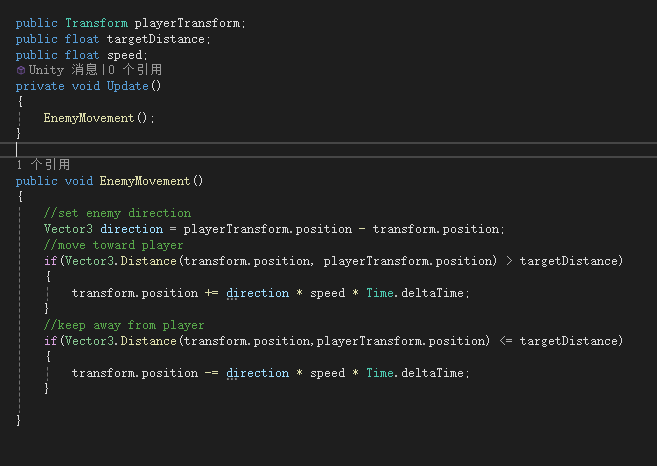 public Transform playerTransform;
public float targetDistance;
public float speed;
Unity 消息|0 个引用
private void Update()
{
EnemyMovement();
}
1 个引用
public void EnemyMovement()
{
//set enemy direction
Vector3 direction = playerTransform.position - transform.position;
//move toward player
if(Vector3.Distance(transform.position, playerTransform.position) > targetDistance)
{
transform.position += direction * speed * Time.deltaTime;
}
//keep away from player
if(Vector3.Distance(transform.position,playerTransform.position) <= targetDistance)
{
transform.position -= direction * speed * Time.deltaTime;
}
}